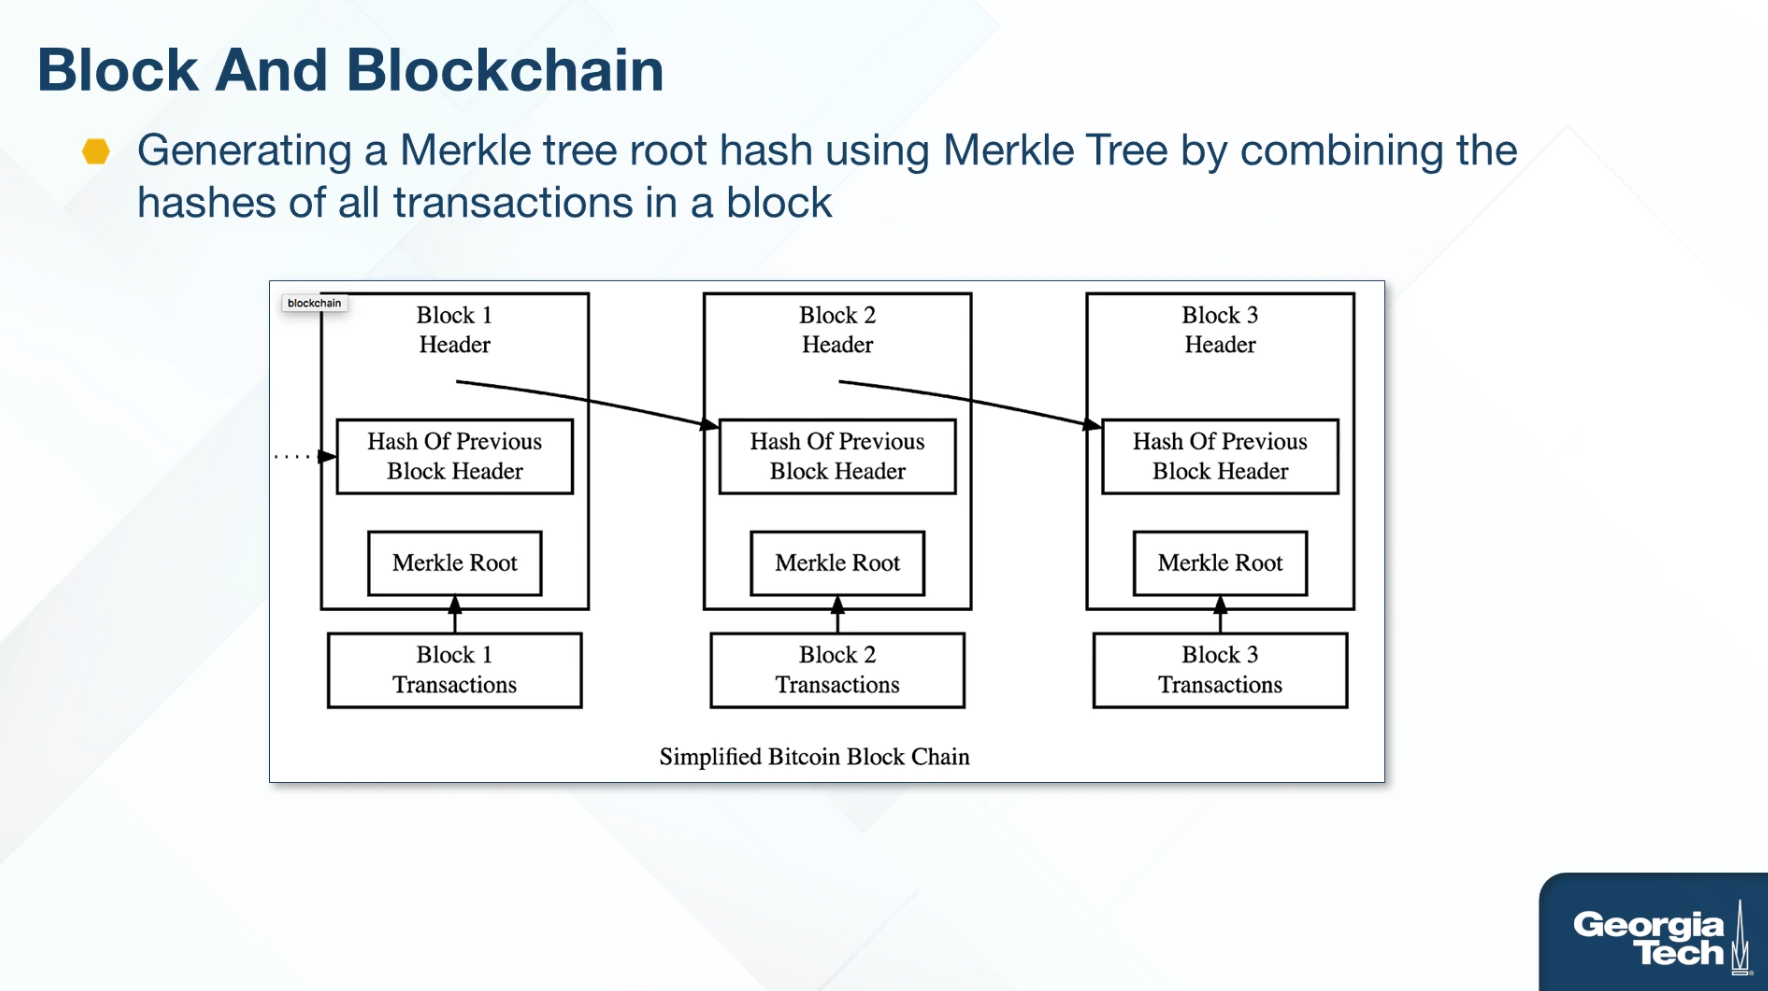 Block And Blockchain
Generating a Merkle tree root hash using Merkle Tree by combining the
hashes of all transactions in a block
blockchain
Block 1
Header
Hash Of Previous
Block Header
Merkle Root
Block 1
Transactions
Block 2
Header
Hash Of Previous
Block Header
Merkle Root
Block 2
Transactions
Block 3
Header
Hash Of Previous
Block Header
Merkle Root
Block 3
Transactions
Simplified Bitcoin Block Chain
Georgia
Tech